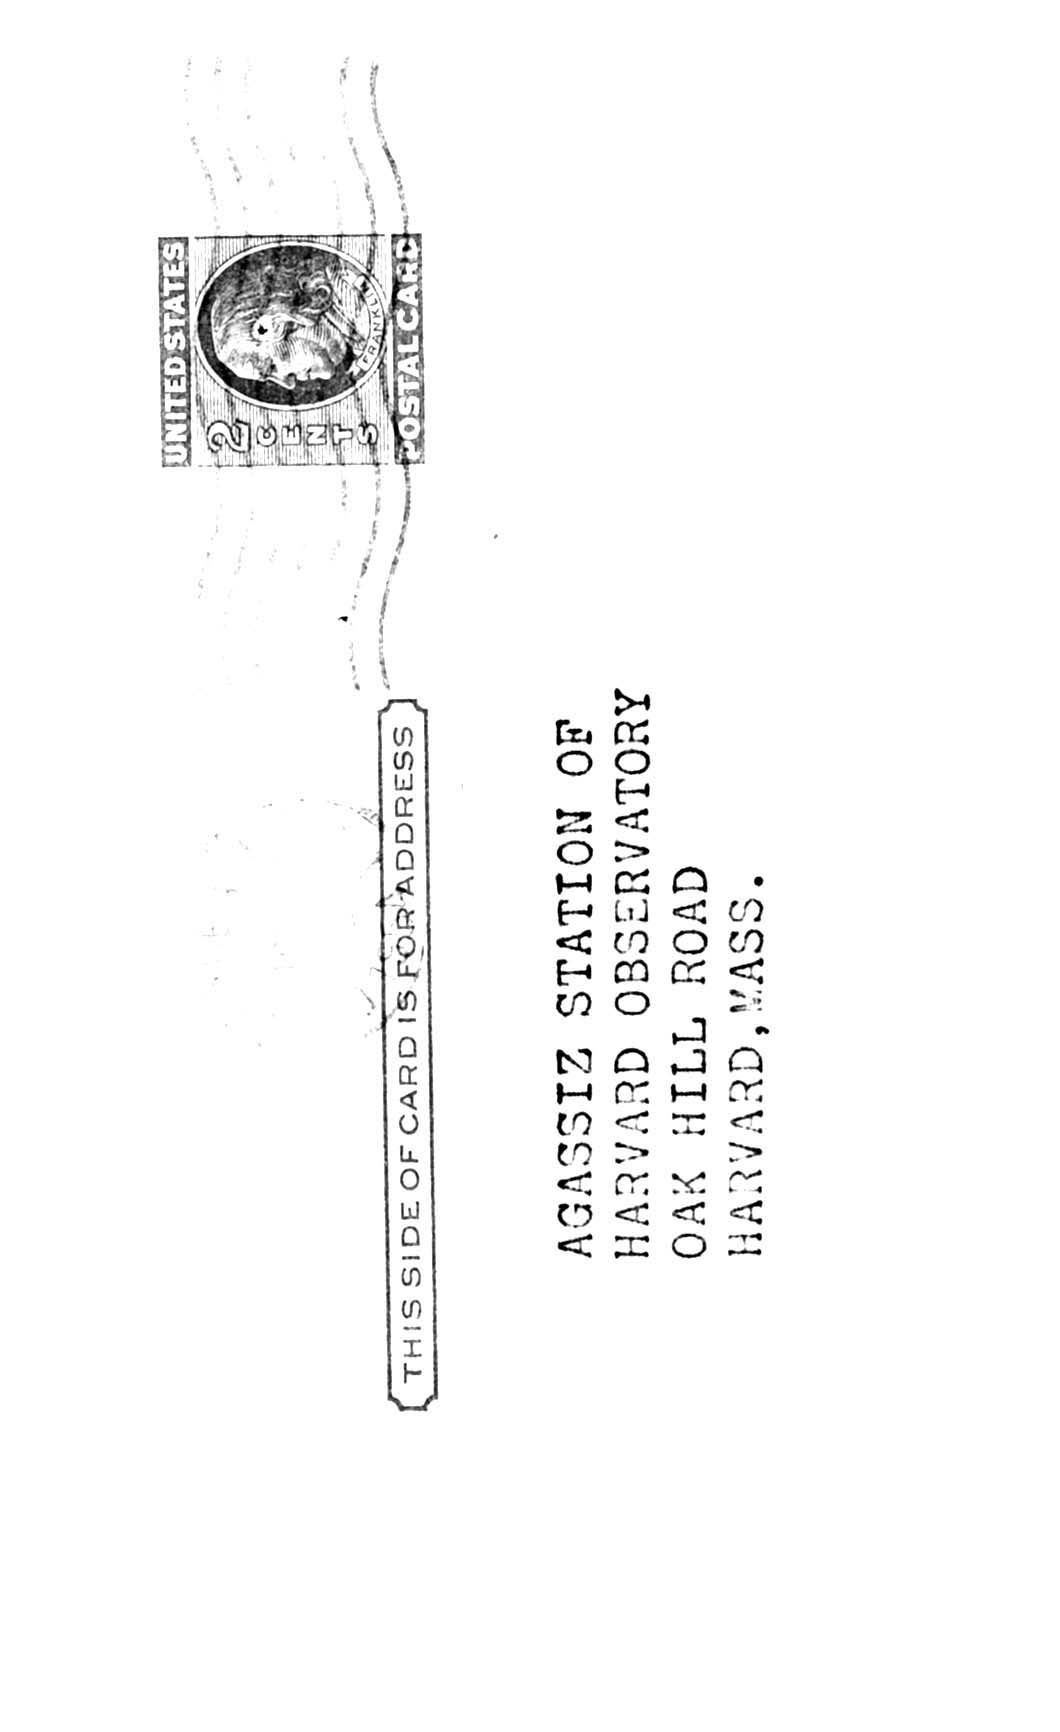 UNITED STATES
2
CENTS
FRANKLIN
POSTAL CARD
THIS SIDE OF CARD IS FOR ADDRESS
AGASSIZ STATION OF
HARVARD OBSERVATORY
OAK HILL ROAD
HARVARD,MASS.